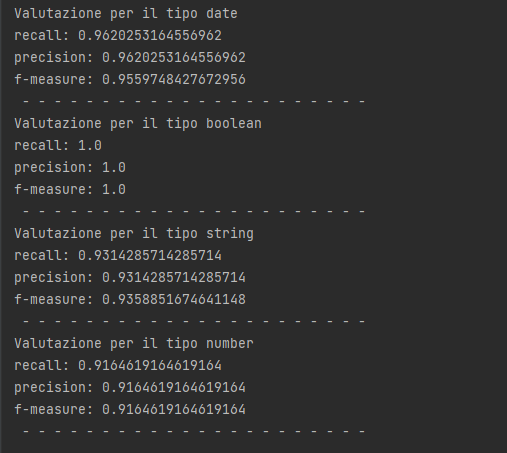 Valutazione per il tipo date
recall: 0.9620253164556962
precision: 0.9620253164556962
f-measure: 0.9559748427672956
- - - - - - - - - - - - - - - - - - - - - -
Valutazione per il tipo boolean
recall: 1.0
precision: 1.0
f-measure: 1.0
- - - - - - - - - - - - - - - - - - - - - -
Valutazione per il tipo string
recall: 0.9314285714285714
precision: 0.9314285714285714
f-measure: 0.9358851674641148
- - - - - - - - - - - - - - - - - - - - - -
Valutazione per il tipo number
recall: 0.9164619164619164
precision: 0.9164619164619164
f-measure: 0.9164619164619164
- - - - - - - - - - - - - - - - - - - - - -